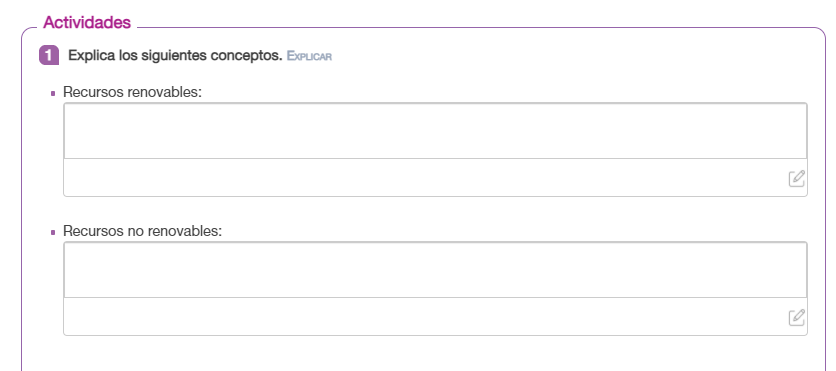 Actividades
1 Explica los siguientes conceptos. EXPLICAR
Recursos renovables:
Recursos no renovables: